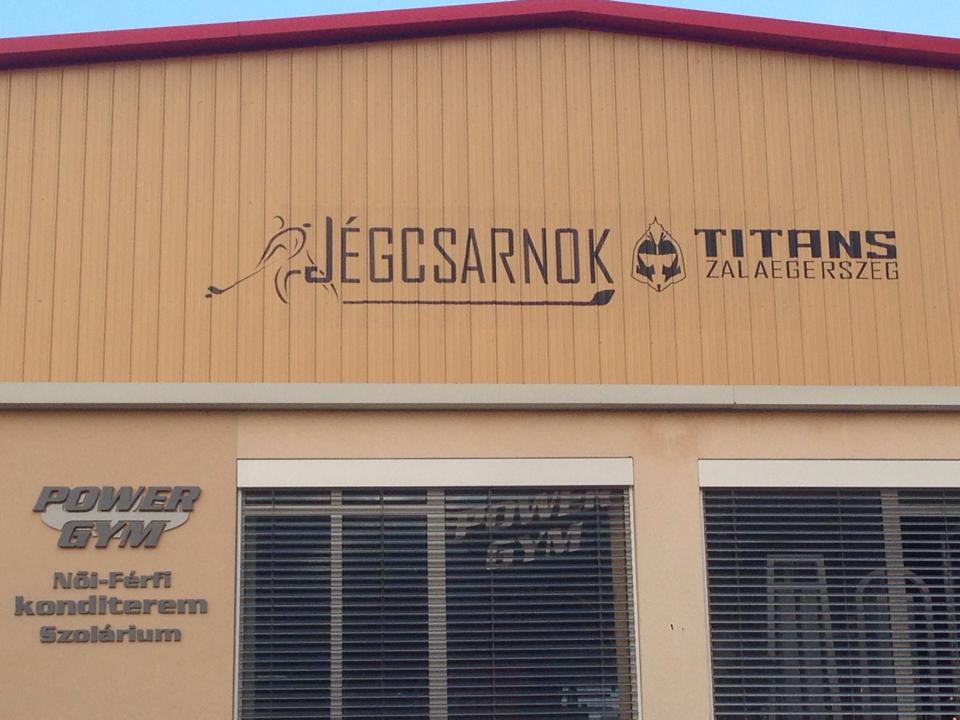 JÉGCSARNOK
TITANS
ZALAEGERSZEG
POWER
GYM
Női-Férfi
konditerem
Szolárium
POWER
GYM